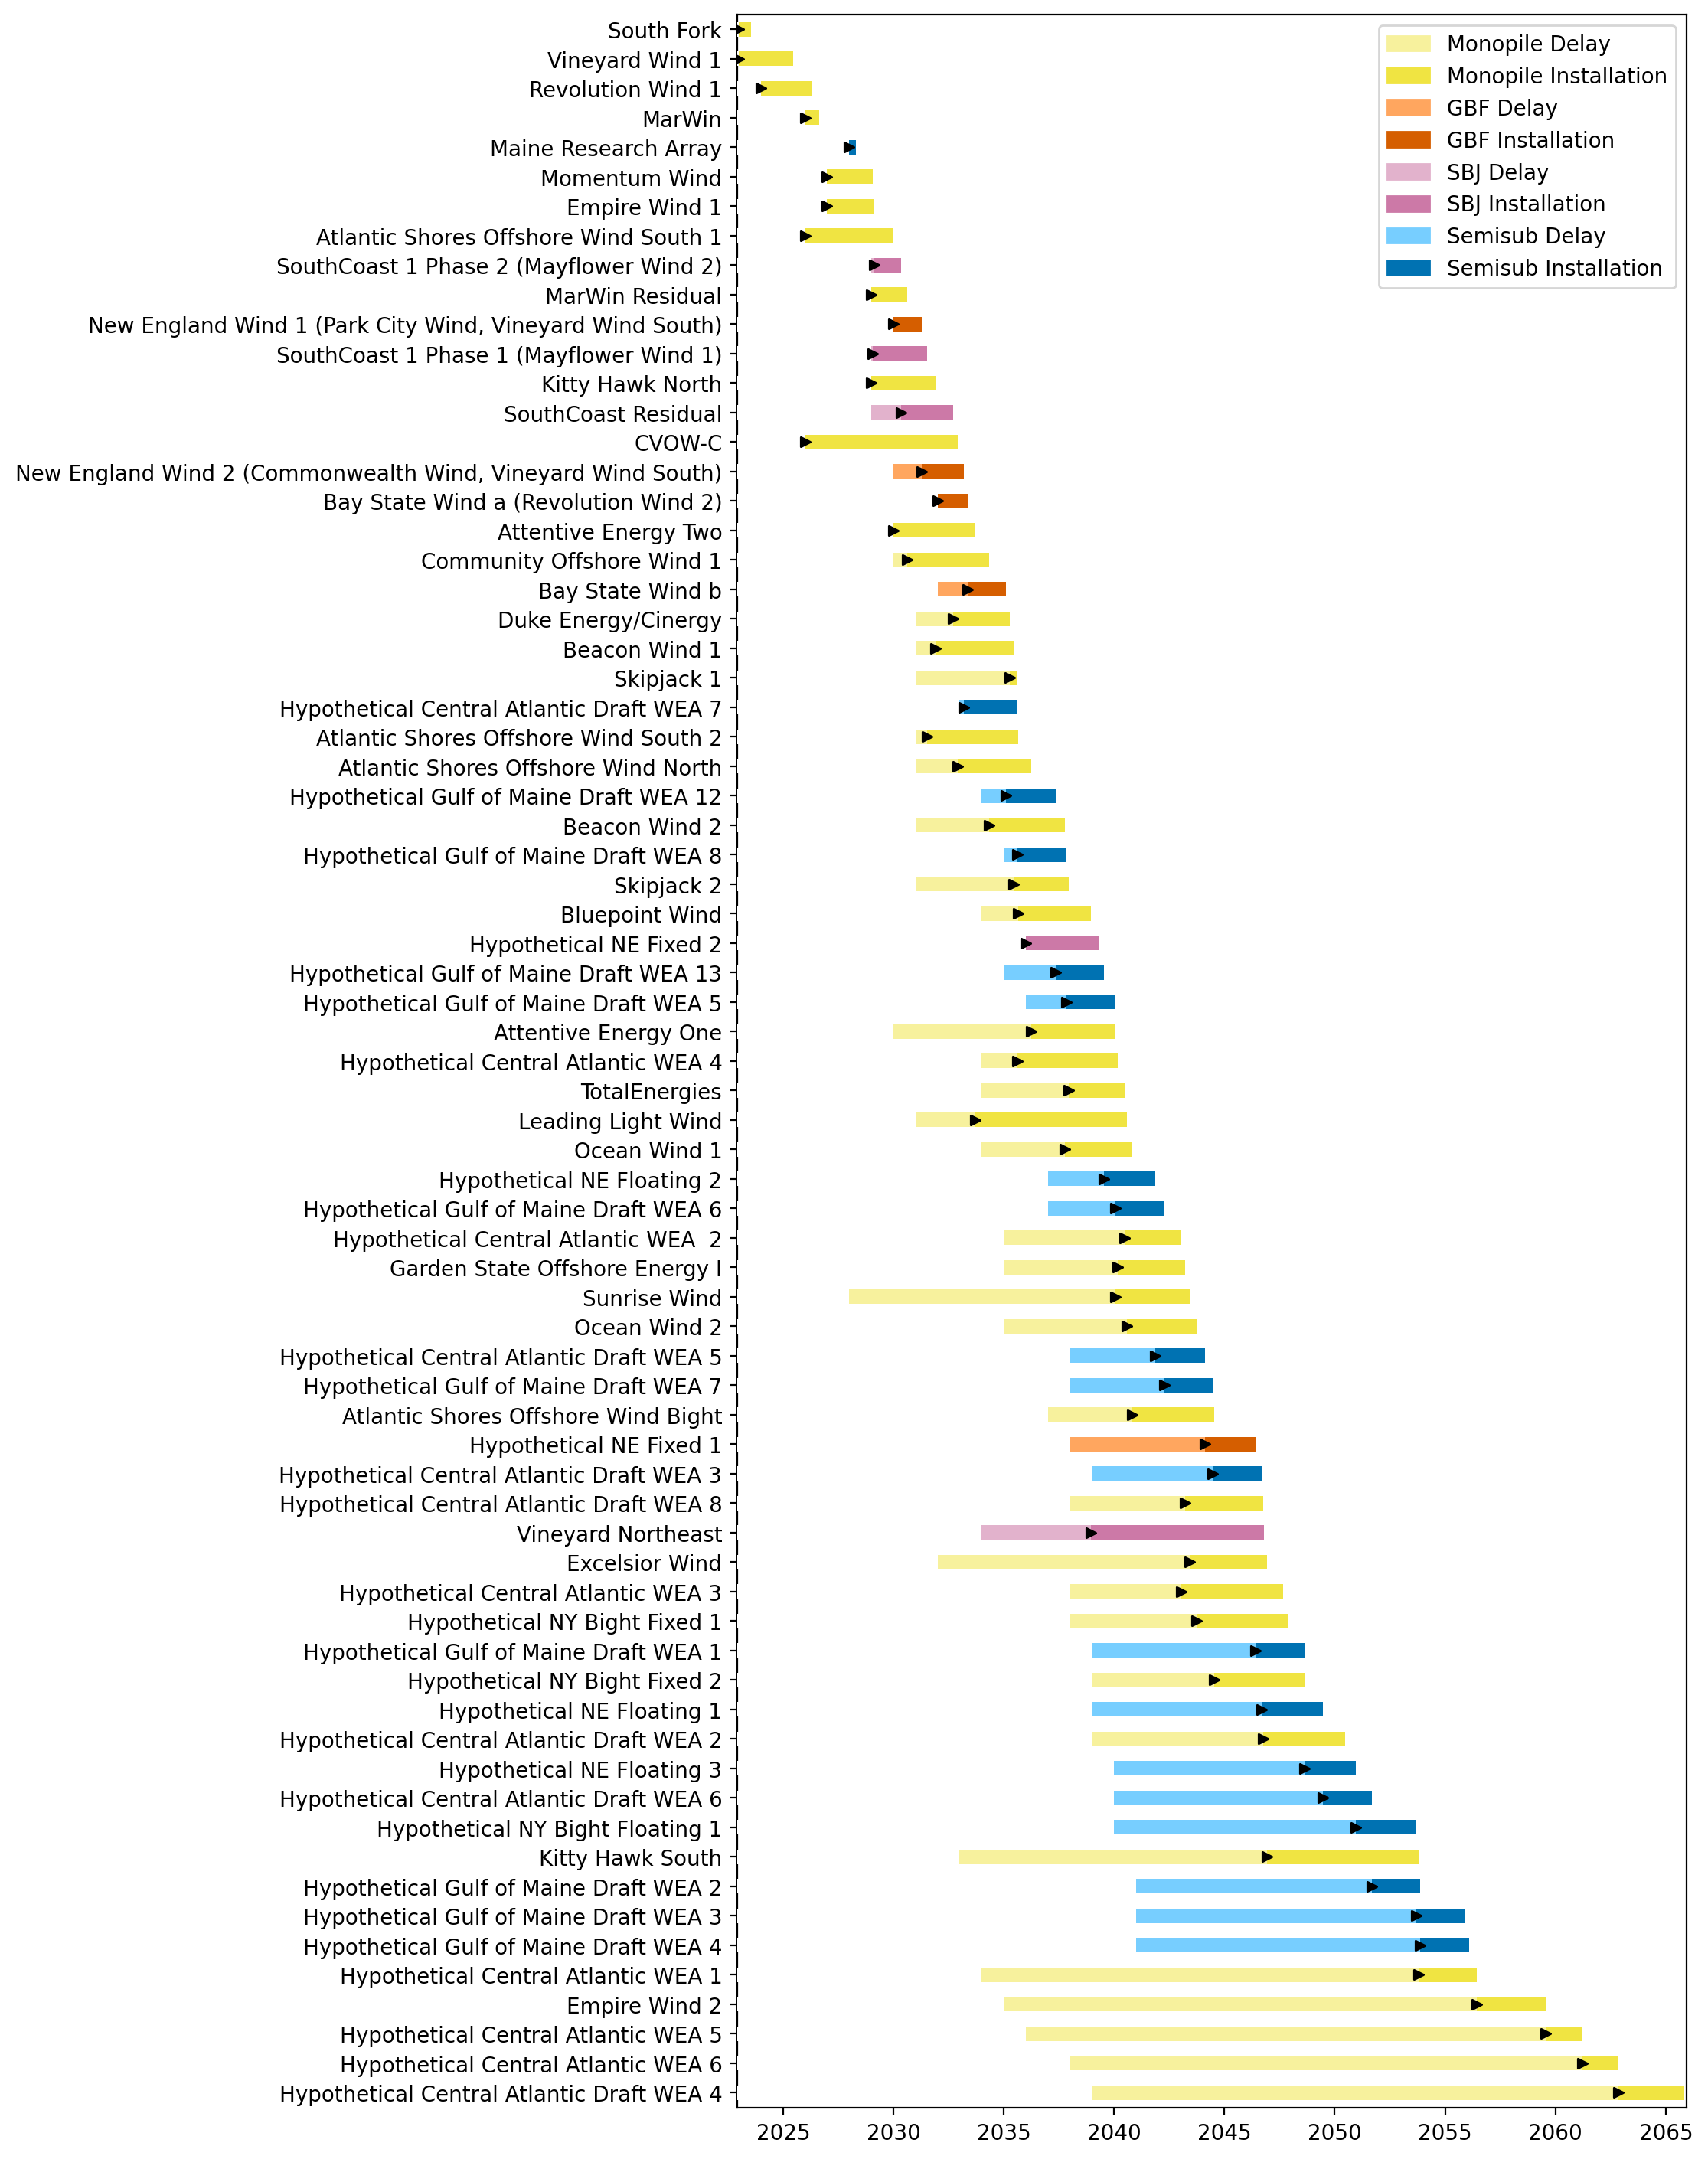 South Fork
Vineyard Wind 1
Revolution Wind 1
MarWin
Maine Research Array
Momentum Wind
Empire Wind 1
Atlantic Shores Offshore Wind South 1
SouthCoast 1 Phase 2 (Mayflower Wind 2)
MarWin Residual
New England Wind 1 (Park City Wind, Vineyard Wind South)
SouthCoast 1 Phase 1 (Mayflower Wind 1)
Kitty Hawk North
SouthCoast Residual
CVOW-C
New England Wind 2 (Commonwealth Wind, Vineyard Wind South)
Bay State Wind a (Revolution Wind 2)
Attentive Energy Two
Community Offshore Wind 1
Bay State Wind b
Duke Energy/Cinergy
Beacon Wind 1
Skipjack 1
Hypothetical Central Atlantic Draft WEA 7
Atlantic Shores Offshore Wind South 2
Atlantic Shores Offshore Wind North
Hypothetical Gulf of Maine Draft WEA 12
Beacon Wind 2
Hypothetical Gulf of Maine Draft WEA 8
Skipjack 2
Bluepoint Wind
Hypothetical NE Fixed 2
Hypothetical Gulf of Maine Draft WEA 13
Hypothetical Gulf of Maine Draft WEA 5
Attentive Energy One
Hypothetical Central Atlantic WEA 4
TotalEnergies
Leading Light Wind
Ocean Wind 1
Hypothetical NE Floating 2
Hypothetical Gulf of Maine Draft WEA 6
Hypothetical Central Atlantic WEA  2
Garden State Offshore Energy I
Sunrise Wind
Ocean Wind 2
Hypothetical Central Atlantic Draft WEA 5
Hypothetical Gulf of Maine Draft WEA 7
Atlantic Shores Offshore Wind Bight
Hypothetical NE Fixed 1
Hypothetical Central Atlantic Draft WEA 3
Hypothetical Central Atlantic Draft WEA 8
Vineyard Northeast
Excelsior Wind
Hypothetical Central Atlantic WEA 3
Hypothetical NY Bight Fixed 1
Hypothetical Gulf of Maine Draft WEA 1
Hypothetical NY Bight Fixed 2
Hypothetical NE Floating 1
Hypothetical Central Atlantic Draft WEA 2
Hypothetical NE Floating 3
Hypothetical Central Atlantic Draft WEA 6
Hypothetical NY Bight Floating 1
Kitty Hawk South
Hypothetical Gulf of Maine Draft WEA 2
Hypothetical Gulf of Maine Draft WEA 3
Hypothetical Gulf of Maine Draft WEA 4
Hypothetical Central Atlantic WEA 1
Empire Wind 2
Hypothetical Central Atlantic WEA 5
Hypothetical Central Atlantic WEA 6
Hypothetical Central Atlantic Draft WEA 4
Monopile Delay
Monopile Installation
GBF Delay
GBF Installation
SBJ Delay
SBJ Installation
Semisub Delay
Semisub Installation
2025 2030 2035 2040 2045 2050 2055 2060 2065